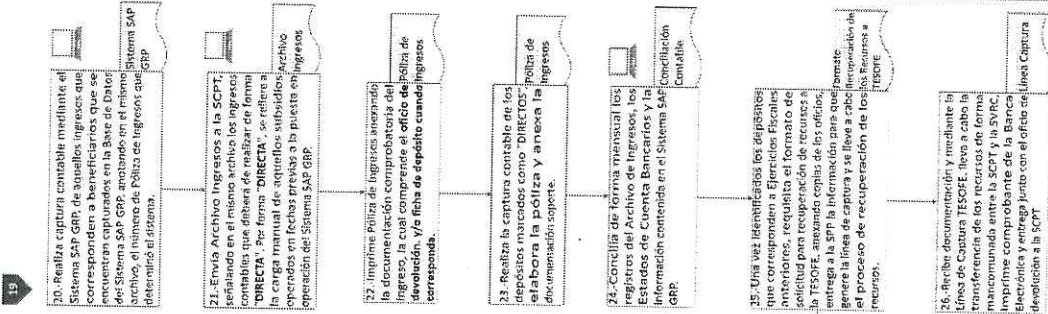 19
20.-Realiza captura contable mediante el
Sistema SAP GRP, de aquellos ingresos que
corresponden a beneficiarios que se
encuentran capturados en la Base de Datos
del Sistema SAP GRP, anotando en el mismo
archivo, el número de Póliza de Ingresos que
determinó el sistema.
Sistema SAP
GRP
21.-Envía Archivo Ingresos a la SCPT,
señalando en el mismo archivo los ingresos
contables que deberá de realizar de forma
"DIRECTA". Por forma "DIRECTA", se refiere a
la carga manual de aquellos subsidios
operados en fechas previas a la puesta en
operación del Sistema SAP GRP.
Archivo
Ingresos
22.-Imprime Póliza de Ingresos anexando
la documentación comprobatoria del
ingreso, la cual comprende el oficio de
devolución. y/o ficha de depósito cuando
corresponda.
Póliza de
Ingresos
23.-Realiza la captura contable de los
depósitos marcados como "DIRECTOS"
elabora la póliza y anexa la
documentación soporte.
Póliza de
Ingresos
24.-Concilia de forma mensual los
registros del Archivo de Ingresos, los
Estados de Cuenta Bancarios y la
información contenida en el Sistema SAP
GRP.
Conciliación
Contable
25.-Una vez identificados los depósitos
que corresponden a Ejercicios Fiscales
anteriores, requisita el formato de
solicitud para recuperación de recursos a
la TESOFE, anexando copias de los oficios,
entrega a la SPP la información para que
genere la línea de captura y se lleve a cabo
el proceso de recuperación de los
recursos.
Formato
recuperación de
los Recursos a
TESOFE
26.-Recibe documentación y mediante la
Línea de Captura TESOFE, lleva a cabo la
transferencia de los recursos de forma
mancomunada entre la SCPT y la SVRC.
Imprime comprobante de la Banca
Electrónica y entrega junto con el oficio de
devolución a la SCPT
Línea Captura